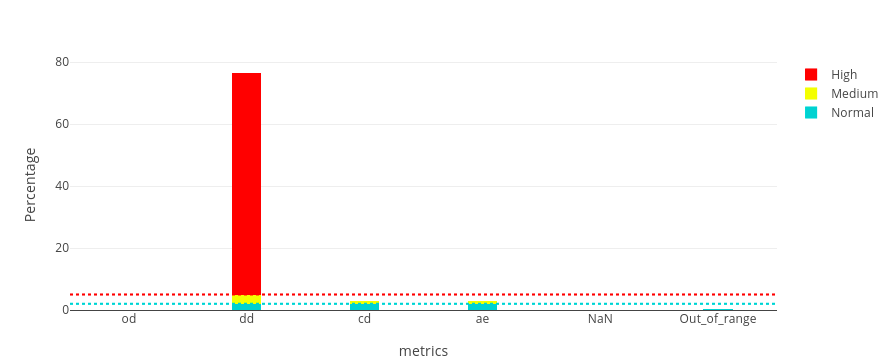 80
60
40
20
0
Percentage
od
dd
cd
ae
NaN
Out_of_range
metrics
High
Medium
Normal